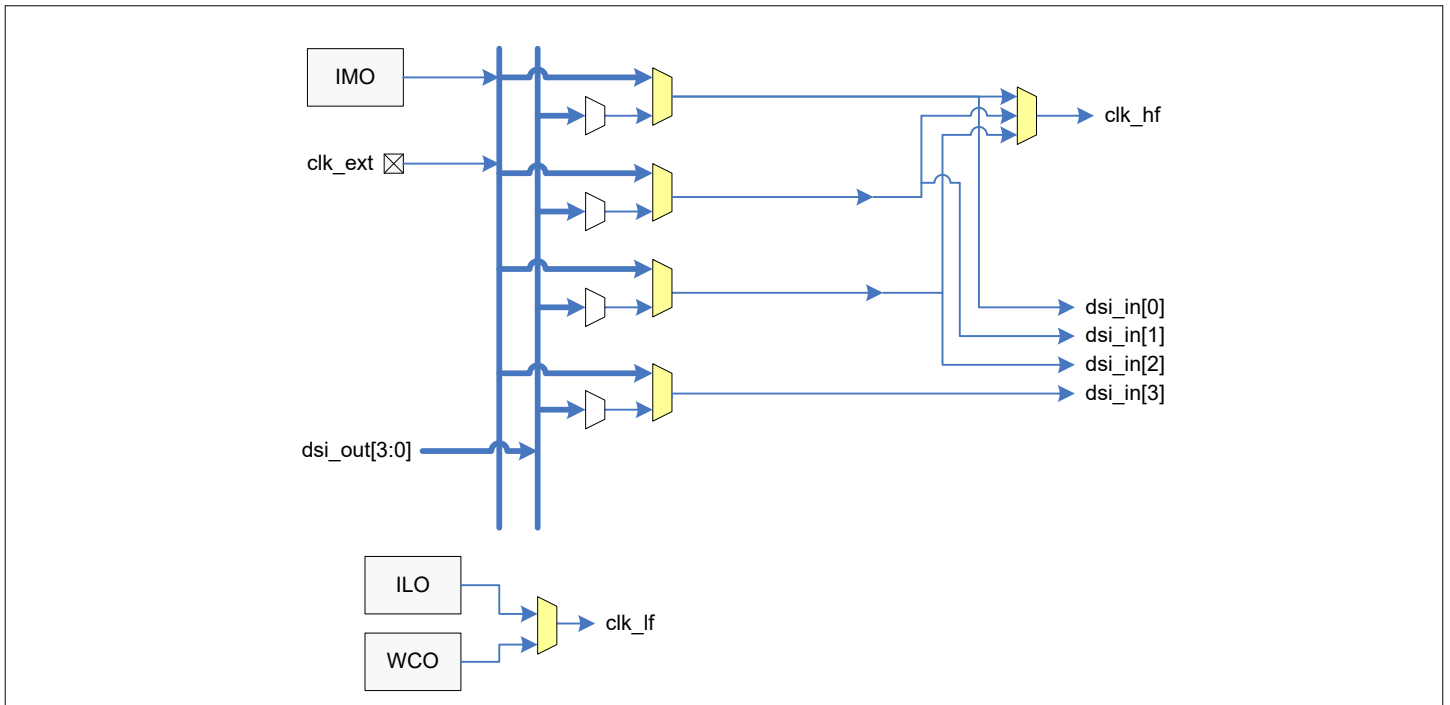 IMO
clk_hf
clk_ext
dsi_in[0]
dsi_in[1]
dsi_in[2]
dsi_in[3]
dsi_out[3:0]
ILO
clk_lf
WCO